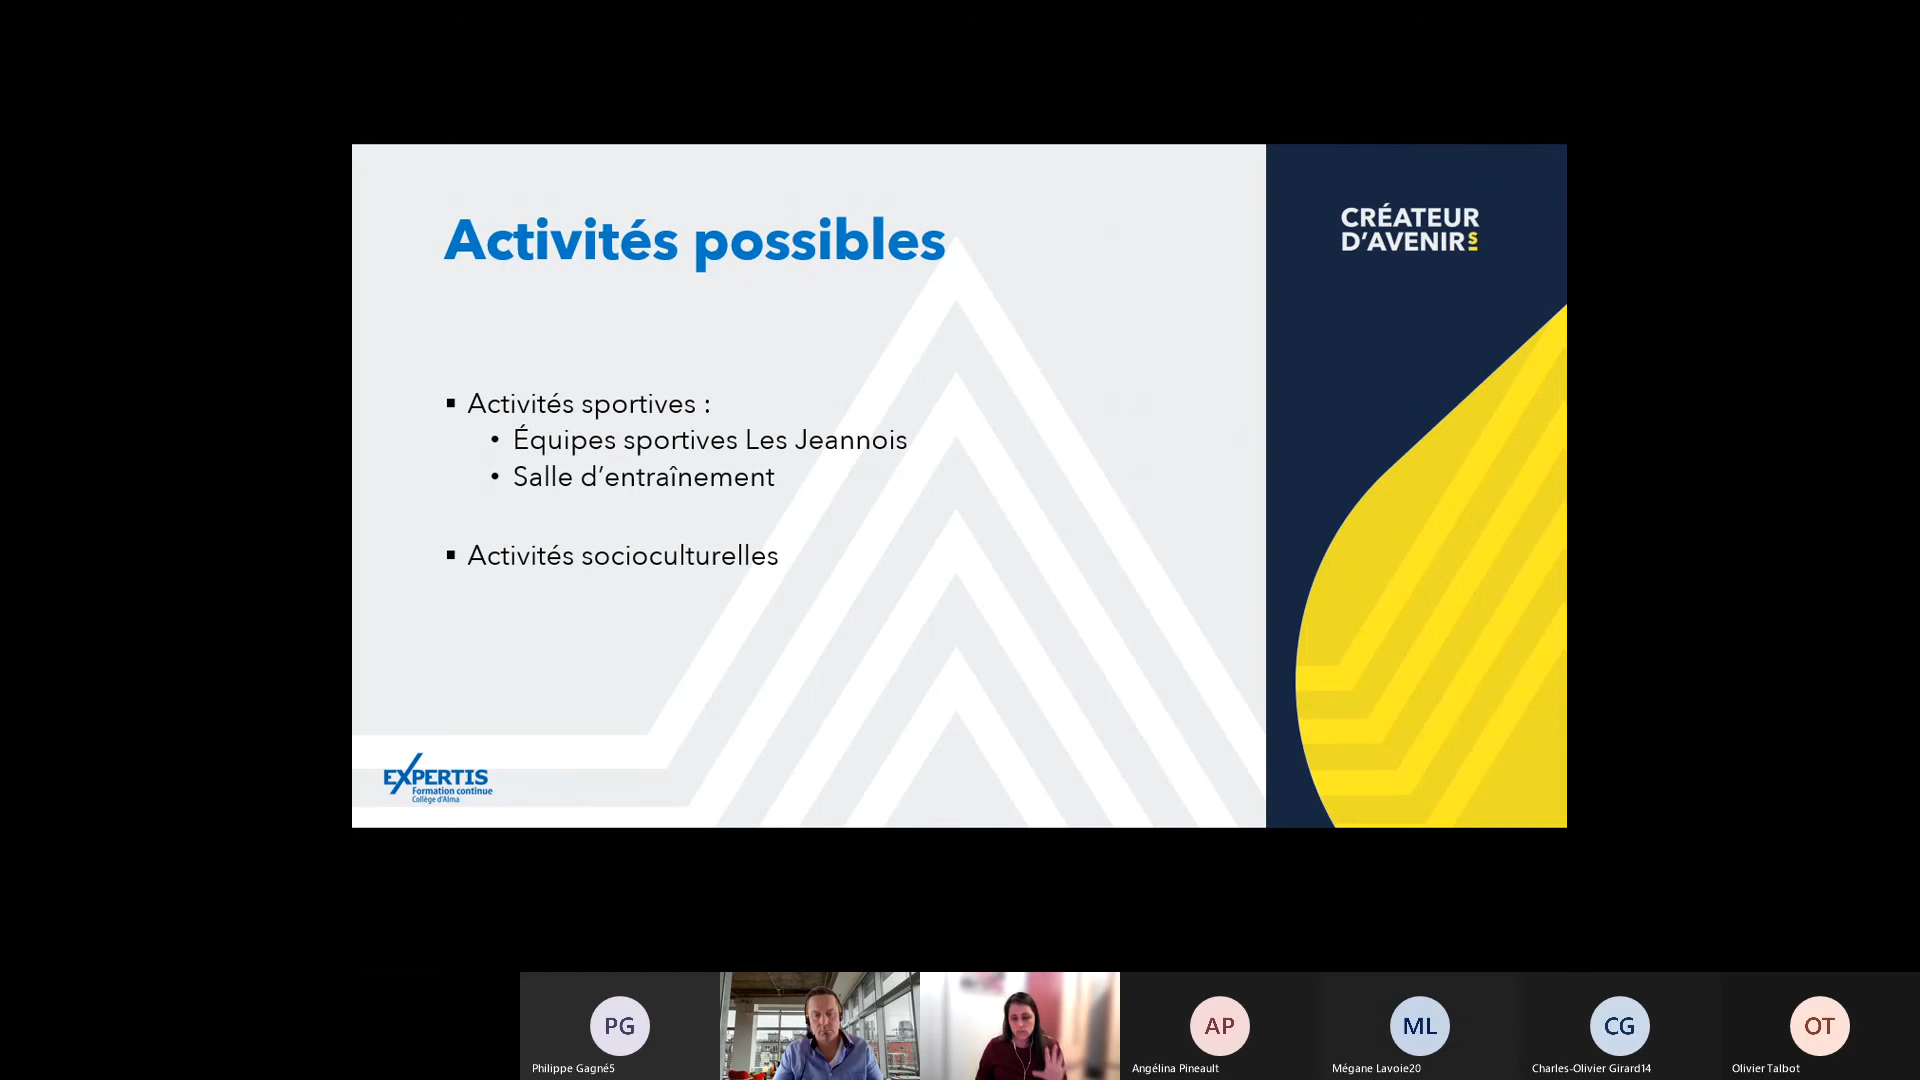 Activités possibles
CRÉATEUR
D'AVENIRS
▪ Activités sportives :
• Équipes sportives Les Jeannois
• Salle d'entraînement
▪ Activités socioculturelles
EXPERTIS
Formation continue
Collège d'Alma
PG
AP
ML
CG
OT
Philippe Gagné5
Angélina Pineault
Mégane Lavoie20
Charles-Olivier Girard14
Olivier Talbot